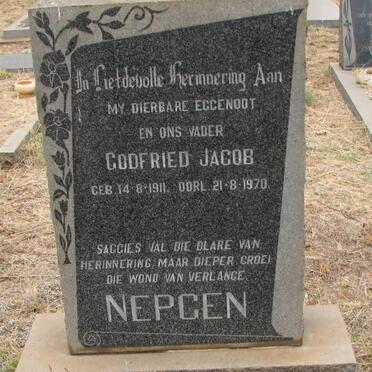 In Liefdevolle Herinnering Aan
MY DIERBARE EGGENOOT
EN ONS VADER
GODFRIED JACOB
GEB. 14-8-1911. OORL. 21-8-1970.
SAGGIES VAL DIE BLARE VAN
HERINNERING, MAAR DIEPER GROEI
DIE WOND VAN VERLANGE
NEPGEN